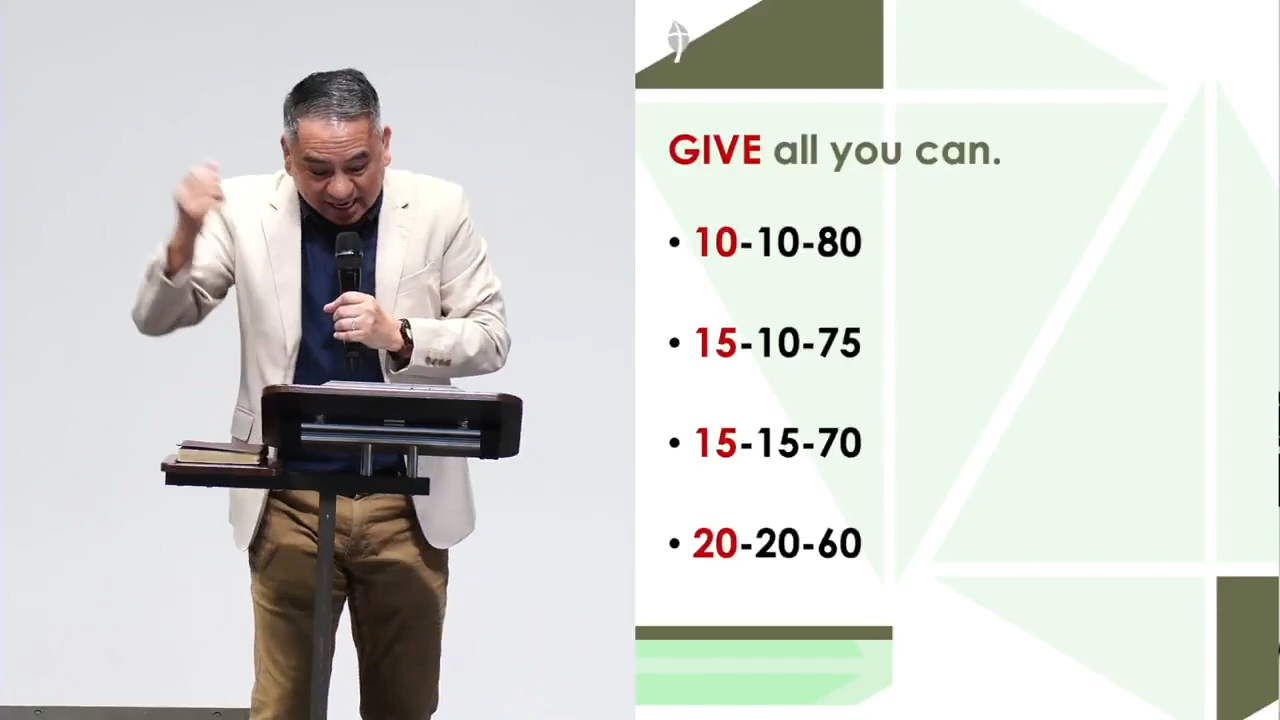 GIVE all you can.
• 10-10-80
• 15-10-75
• 15-15-70
• 20-20-60